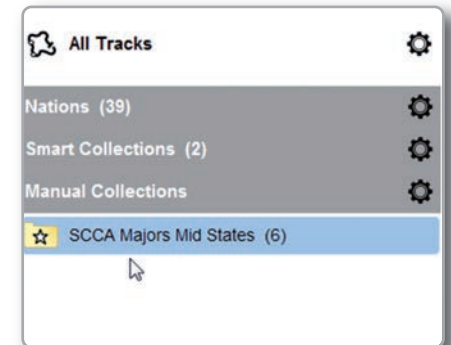 All Tracks
Nations (39)
Smart Collections (2)
Manual Collections
SCCA Majors Mid States (6)